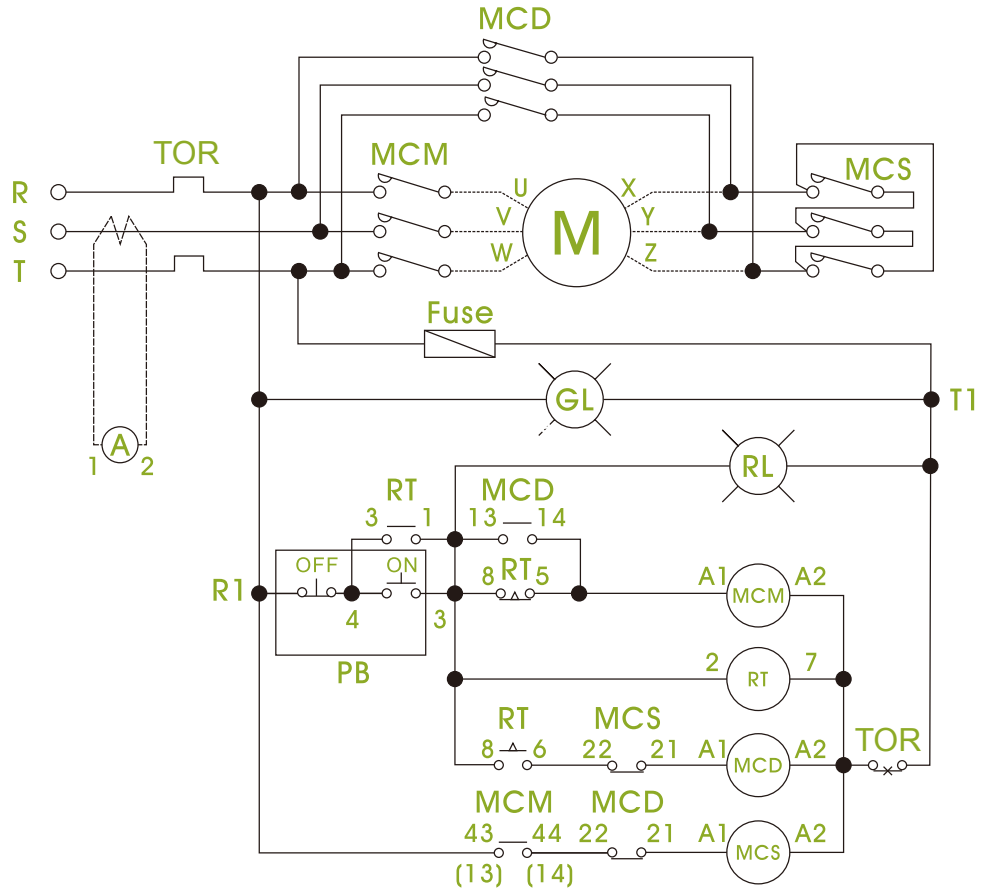 MCD
TOR
MCM
MCS
R
U
X
S
V
M
Y
T
W
Z
Fuse
GL
T1
A
1
2
RL
RT
MCD
3
1
13
14
OFF
ON
8
RT
5
A1
A2
R1
MCM
4
3
PB
2
7
RT
RT
MCS
TOR
8
6
22
21
A1
A2
MCD
MCM
MCD
43
44
22
21
A1
A2
(13)
(14)
MCS